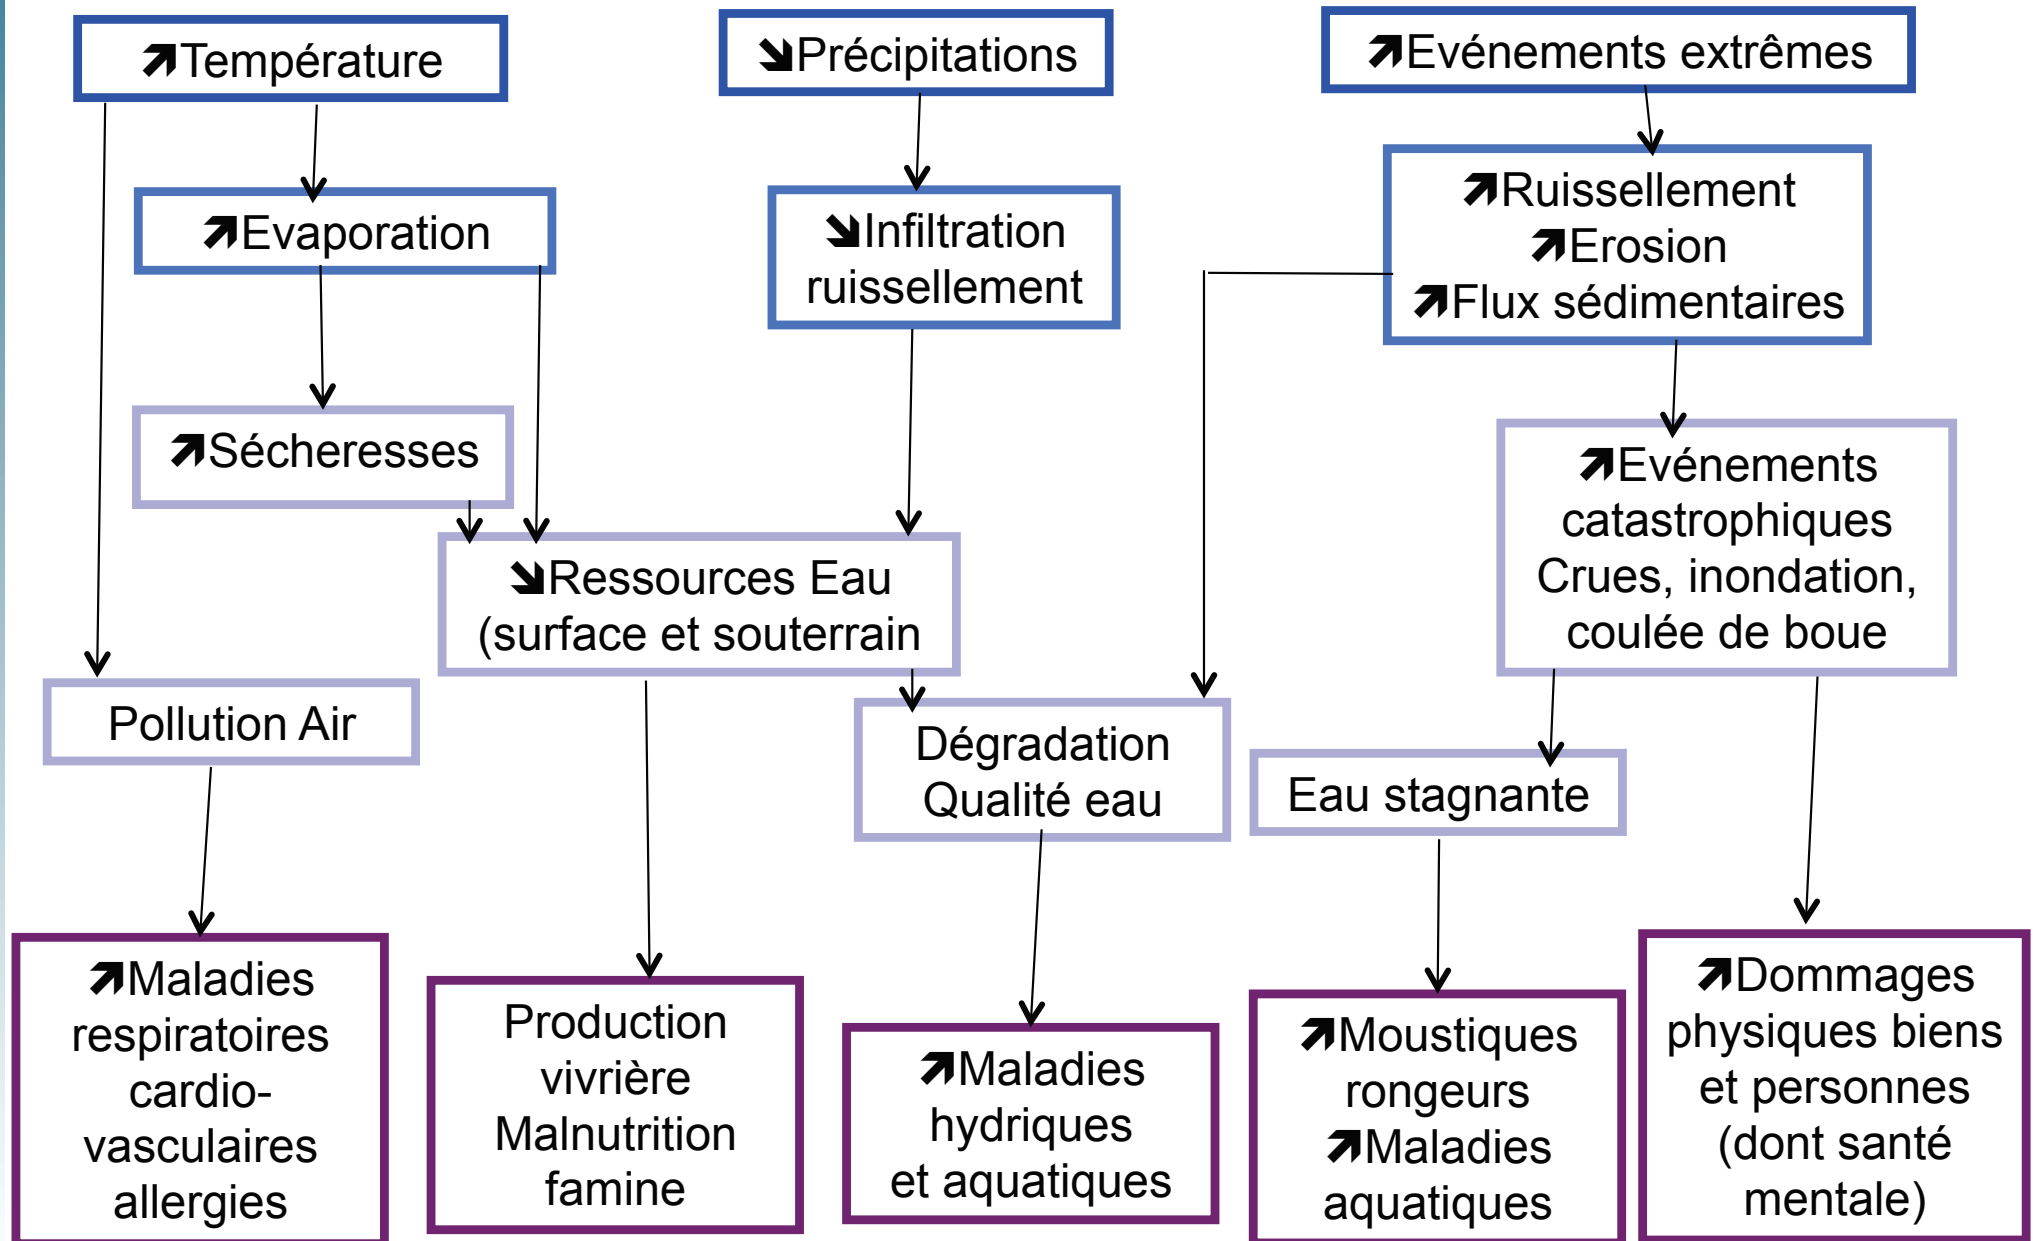 ↗Température
↘Précipitations
↗Evénements extrêmes
↗Evaporation
↘Infiltration
ruissellement
↗Ruissellement
↗Erosion
↗Flux sédimentaires
↗Sécheresses
↘Ressources Eau
(surface et souterrain
↗Evénements
catastrophiques
Crues, inondation,
coulée de boue
Pollution Air
Dégradation
Qualité eau
Eau stagnante
↗Maladies
respiratoires
cardio-
vasculaires
allergies
Production
vivrière
Malnutrition
famine
↗Maladies
hydriques
et aquatiques
↗Moustiques
rongeurs
↗Maladies
aquatiques
↗Dommages
physiques biens
et personnes
(dont santé
mentale)